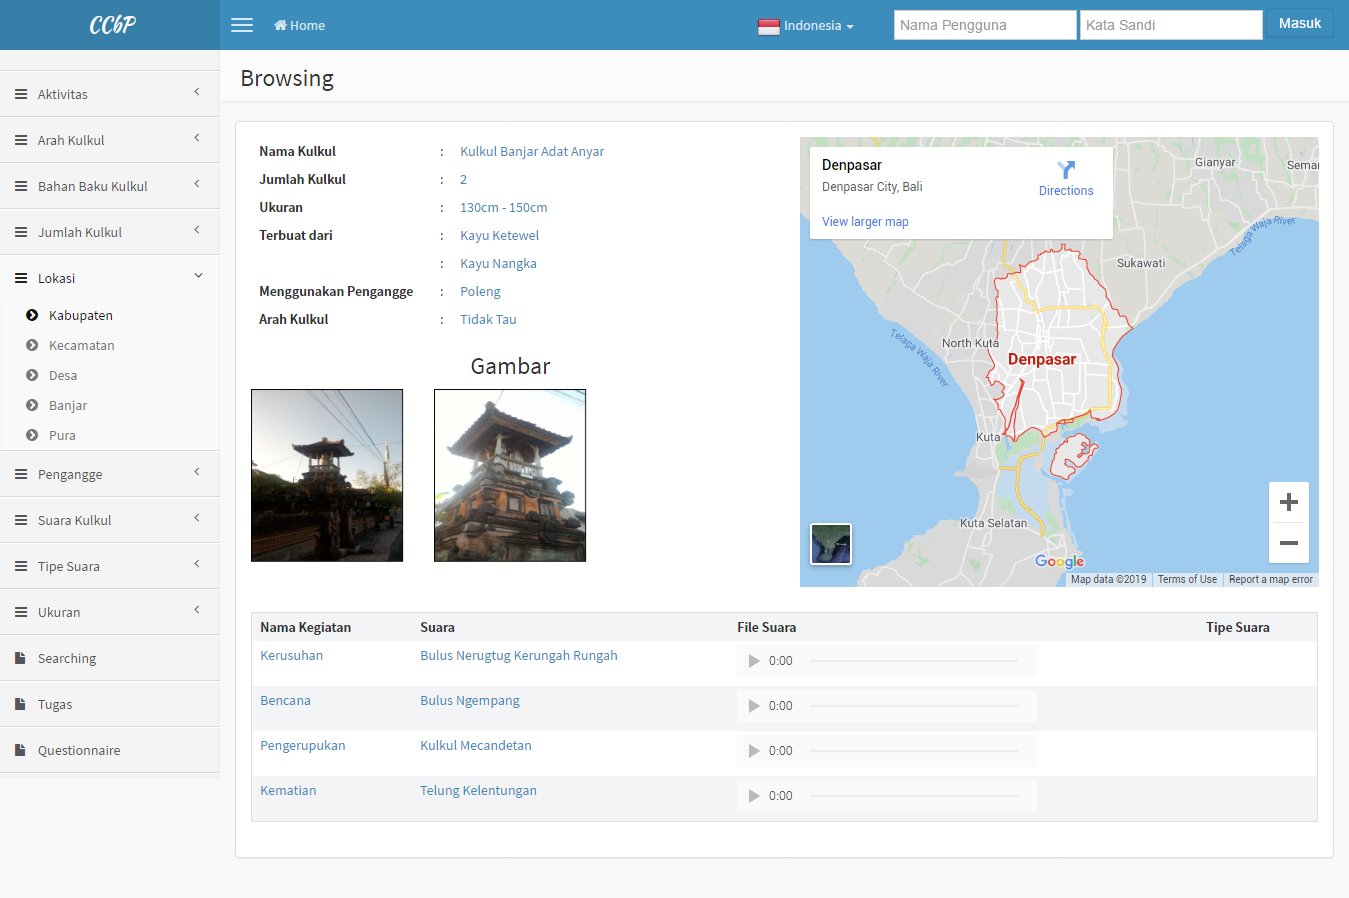 CCbP
Home
Indonesia
Nama Pengguna
Kata Sandi
Masuk
Browsing
Aktivitas
Arah Kulkul
Bahan Baku Kulkul
Jumlah Kulkul
Lokasi
Kabupaten
Kecamatan
Desa
Banjar
Pura
Pengangge
Suara Kulkul
Tipe Suara
Ukuran
Searching
Tugas
Questionnaire
Nama Kulkul : Kulkul Banjar Adat Anyar
Jumlah Kulkul : 2
Ukuran : 130cm - 150cm
Terbuat dari : Kayu Ketewel
: Kayu Nangka
Menggunakan Pengangge : Poleng
Arah Kulkul : Tidak Tau
Gambar
Denpasar
Denpasar City, Bali
Directions
View larger map
Gianyar
Semar
Telaga Waja River
Sukawati
North Kuta
Telaga Waja River
Denpasar
Kuta
Kuta Selatan
Google
Map data ©2019
Terms of Use
Report a map error
Nama Kegiatan Suara File Suara Tipe Suara
Kerusuhan Bulus Nerugtug Kerungah Rungah 0:00
Bencana Bulus Ngempang 0:00
Pengerupukan Kulkul Mecandetan 0:00
Kematian Telung Kelentungan 0:00